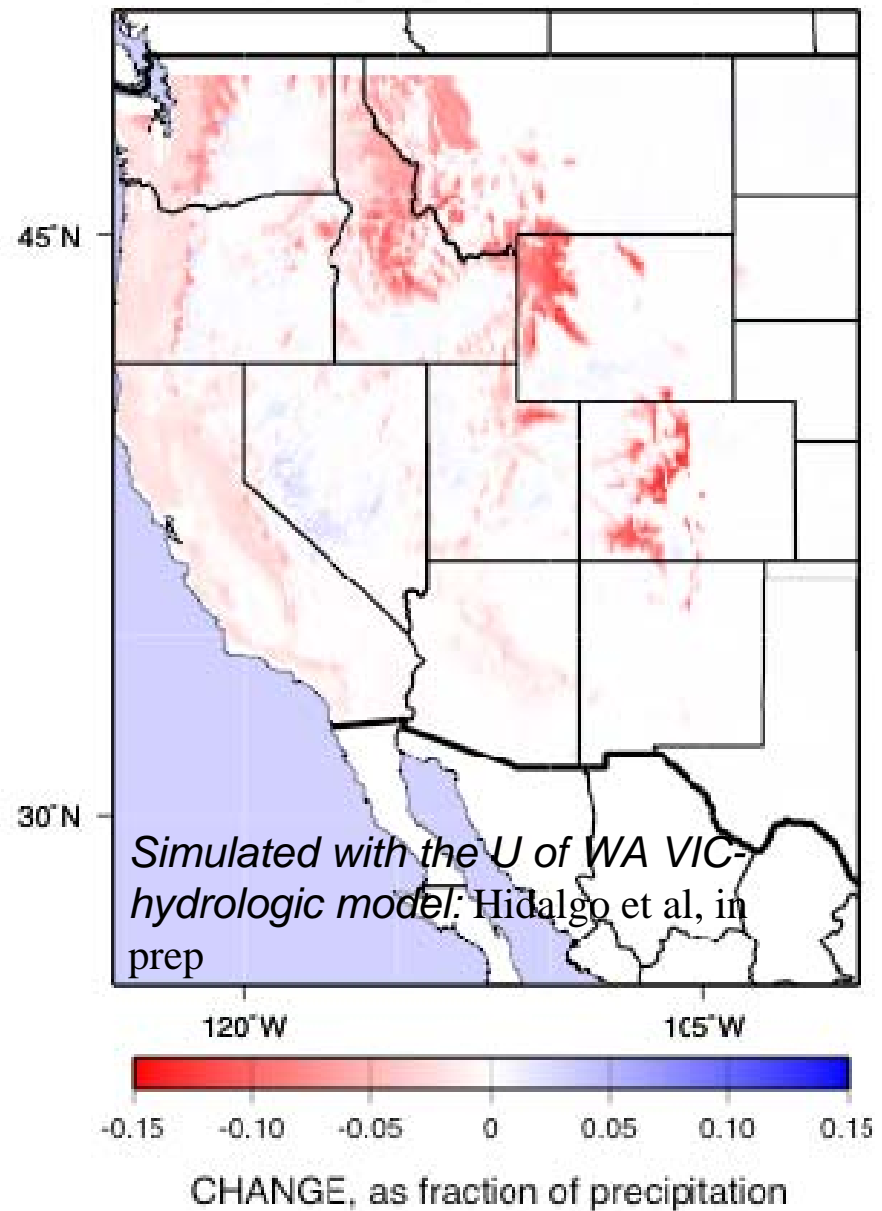 45°N
30°N
Simulated with the U of WA VIC-
hydrologic model: Hidalgo et al, in
prep
120°W
105°W
-0.15 -0.10 -0.05 0 0.05 0.10 0.15
CHANGE, as fraction of precipitation